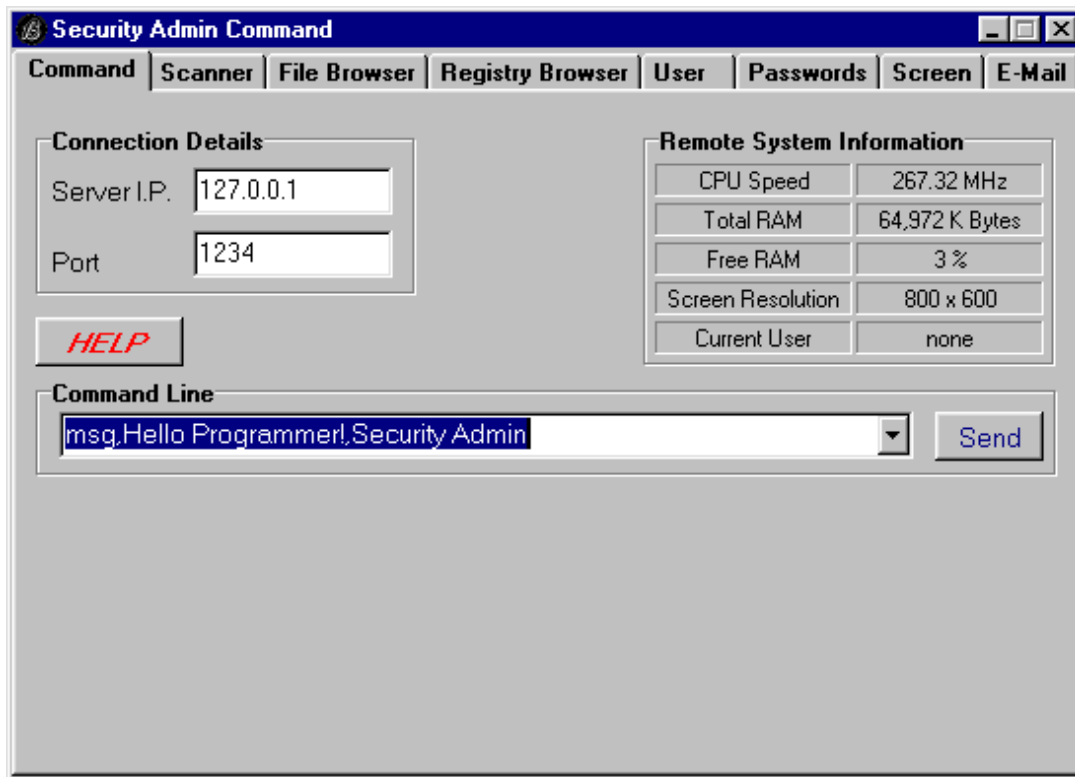 Security Admin Command
Command Scanner File Browser Registry Browser User Passwords Screen E-Mail
Connection Details
Server I.P. 127.0.0.1
Port 1234
HELP
Remote System Information
CPU Speed 267.32 MHz
Total RAM 64,972 K Bytes
Free RAM 3 %
Screen Resolution 800 x 600
Current User none
Command Line
msg,Hello Programmer!,Security Admin
Send